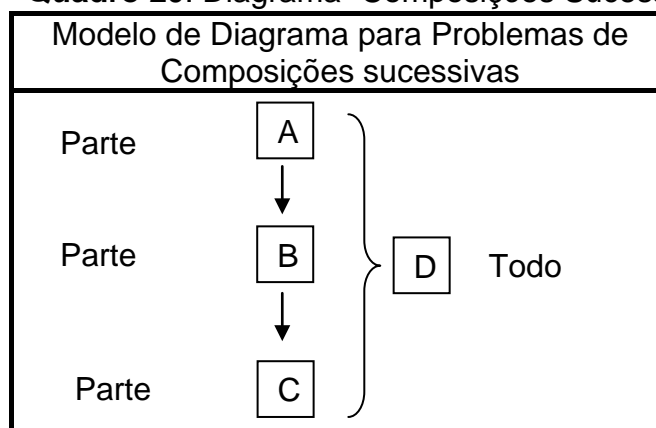 Modelo de Diagrama para Problemas de
Composições sucessivas
Parte A
Parte B
D Todo
Parte C